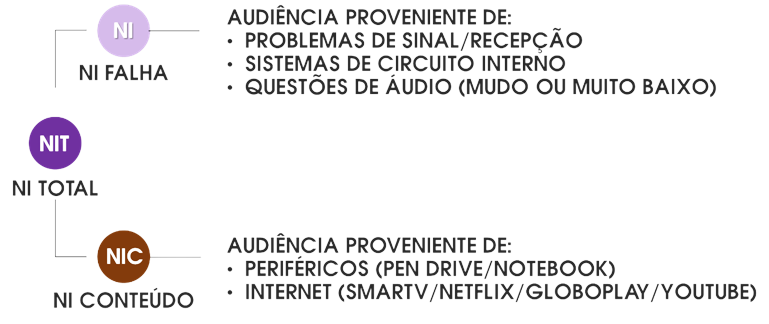 NI
NI FALHA
AUDIÊNCIA PROVENIENTE DE:
• PROBLEMAS DE SINAL/RECEPÇÃO
• SISTEMAS DE CIRCUITO INTERNO
• QUESTÕES DE ÁUDIO (MUDO OU MUITO BAIXO)
NIT
NI TOTAL
NIC
NI CONTEÚDO
AUDIÊNCIA PROVENIENTE DE:
• PERIFÉRICOS (PEN DRIVE/NOTEBOOK)
• INTERNET (SMARTV/NETFLIX/GLOBOPLAY/YOUTUBE)